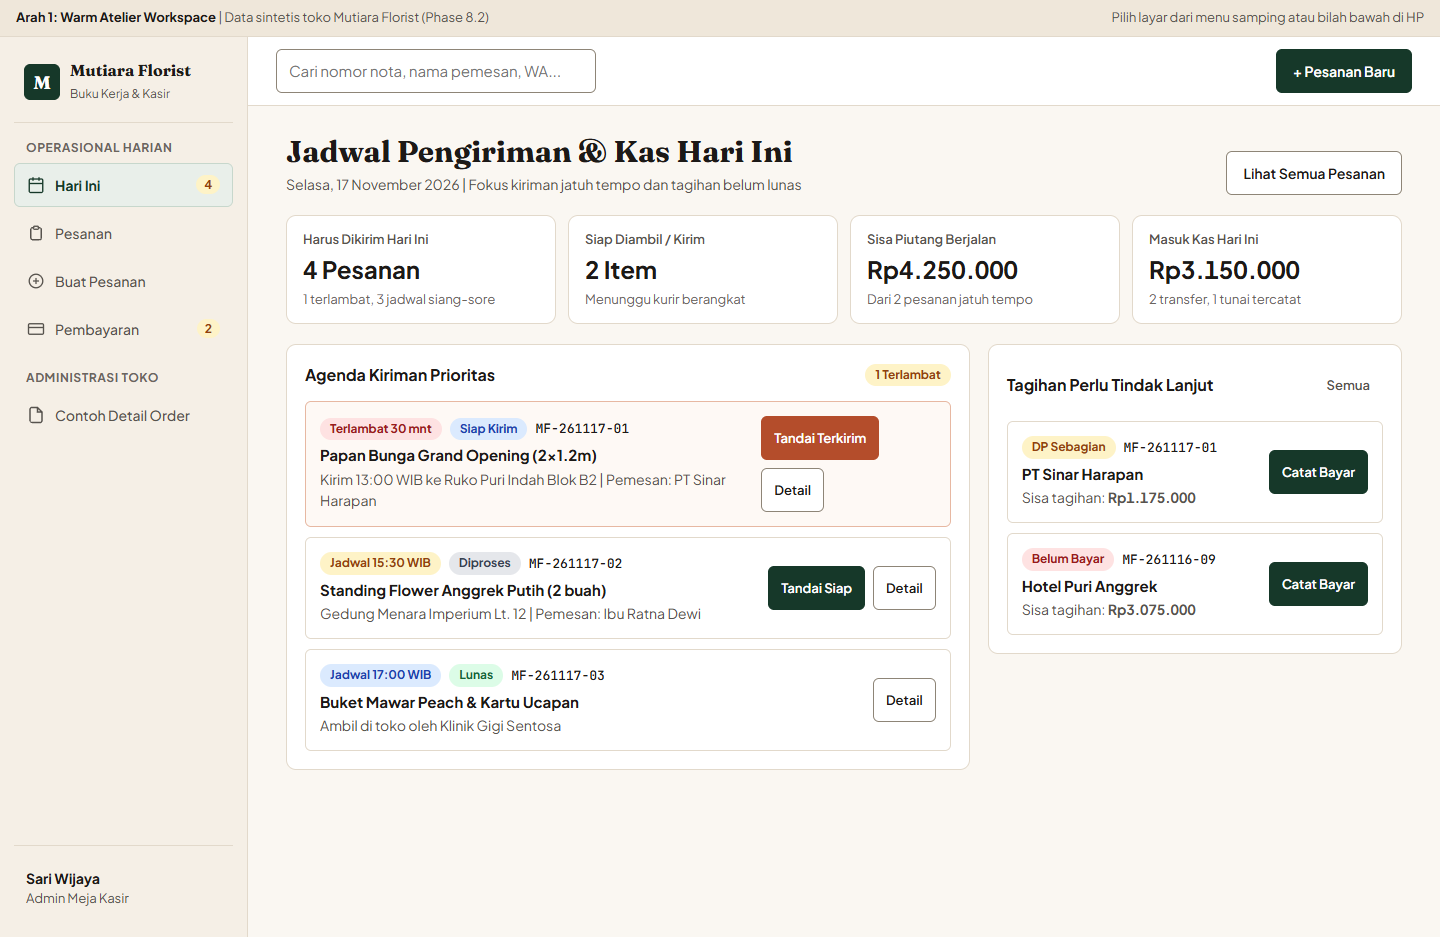 Arah 1: Warm Atelier Workspace | Data sintetis toko Mutiara Florist (Phase 8.2)
Pilih layar dari menu samping atau bilah bawah di HP
M
Mutiara Florist
Buku Kerja & Kasir
OPERASIONAL HARIAN
Hari Ini 4
Pesanan
Buat Pesanan
Pembayaran 2
ADMINISTRASI TOKO
Contoh Detail Order
Sari Wijaya
Admin Meja Kasir
Cari nomor nota, nama pemesan, WA...
+ Pesanan Baru
Jadwal Pengiriman & Kas Hari Ini
Selasa, 17 November 2026 | Fokus kiriman jatuh tempo dan tagihan belum lunas
Lihat Semua Pesanan
Harus Dikirim Hari Ini
4 Pesanan
1 terlambat, 3 jadwal siang-sore
Siap Diambil / Kirim
2 Item
Menunggu kurir berangkat
Sisa Piutang Berjalan
Rp4.250.000
Dari 2 pesanan jatuh tempo
Masuk Kas Hari Ini
Rp3.150.000
2 transfer, 1 tunai tercatat
Agenda Kiriman Prioritas
1 Terlambat
Terlambat 30 mnt Siap Kirim MF-261117-01
Papan Bunga Grand Opening (2×1.2m)
Kirim 13:00 WIB ke Ruko Puri Indah Blok B2 | Pemesan: PT Sinar
Harapan
Tandai Terkirim
Detail
Jadwal 15:30 WIB Diproses MF-261117-02
Standing Flower Anggrek Putih (2 buah)
Gedung Menara Imperium Lt. 12 | Pemesan: Ibu Ratna Dewi
Tandai Siap
Detail
Jadwal 17:00 WIB Lunas MF-261117-03
Buket Mawar Peach & Kartu Ucapan
Ambil di toko oleh Klinik Gigi Sentosa
Detail
Tagihan Perlu Tindak Lanjut
Semua
DP Sebagian MF-261117-01
PT Sinar Harapan
Sisa tagihan: Rp1.175.000
Catat Bayar
Belum Bayar MF-261116-09
Hotel Puri Anggrek
Sisa tagihan: Rp3.075.000
Catat Bayar